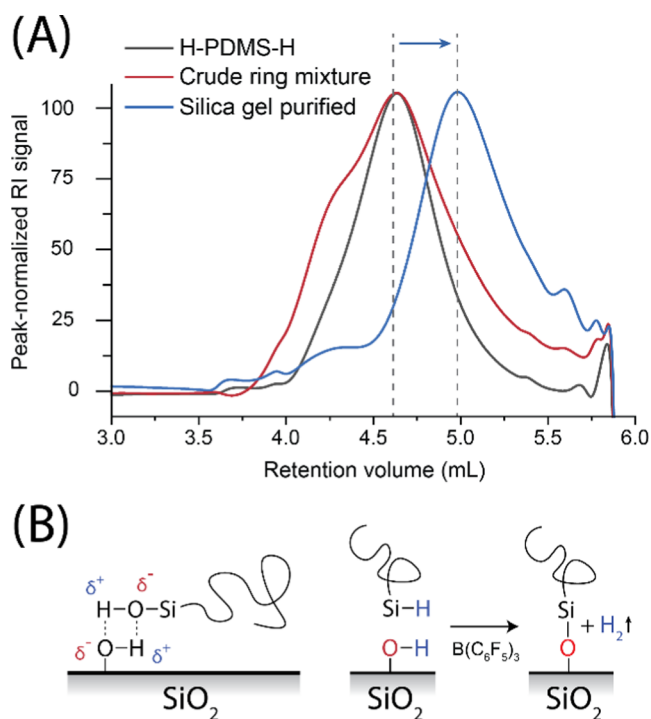 (A)
H-PDMS-H
Crude ring mixture
Silica gel purified
Peak-normalized RI signal
100
75
50
25
0
3.0 3.5 4.0 4.5 5.0 5.5 6.0
Retention volume (mL)
(B)
δ⁺ δ⁻
H-O-Si
δ⁻ O-H δ⁺
SiO₂
Si-H
O-H
SiO₂
B(C₆F₅)₃
Si
O
+ H₂↑
SiO₂